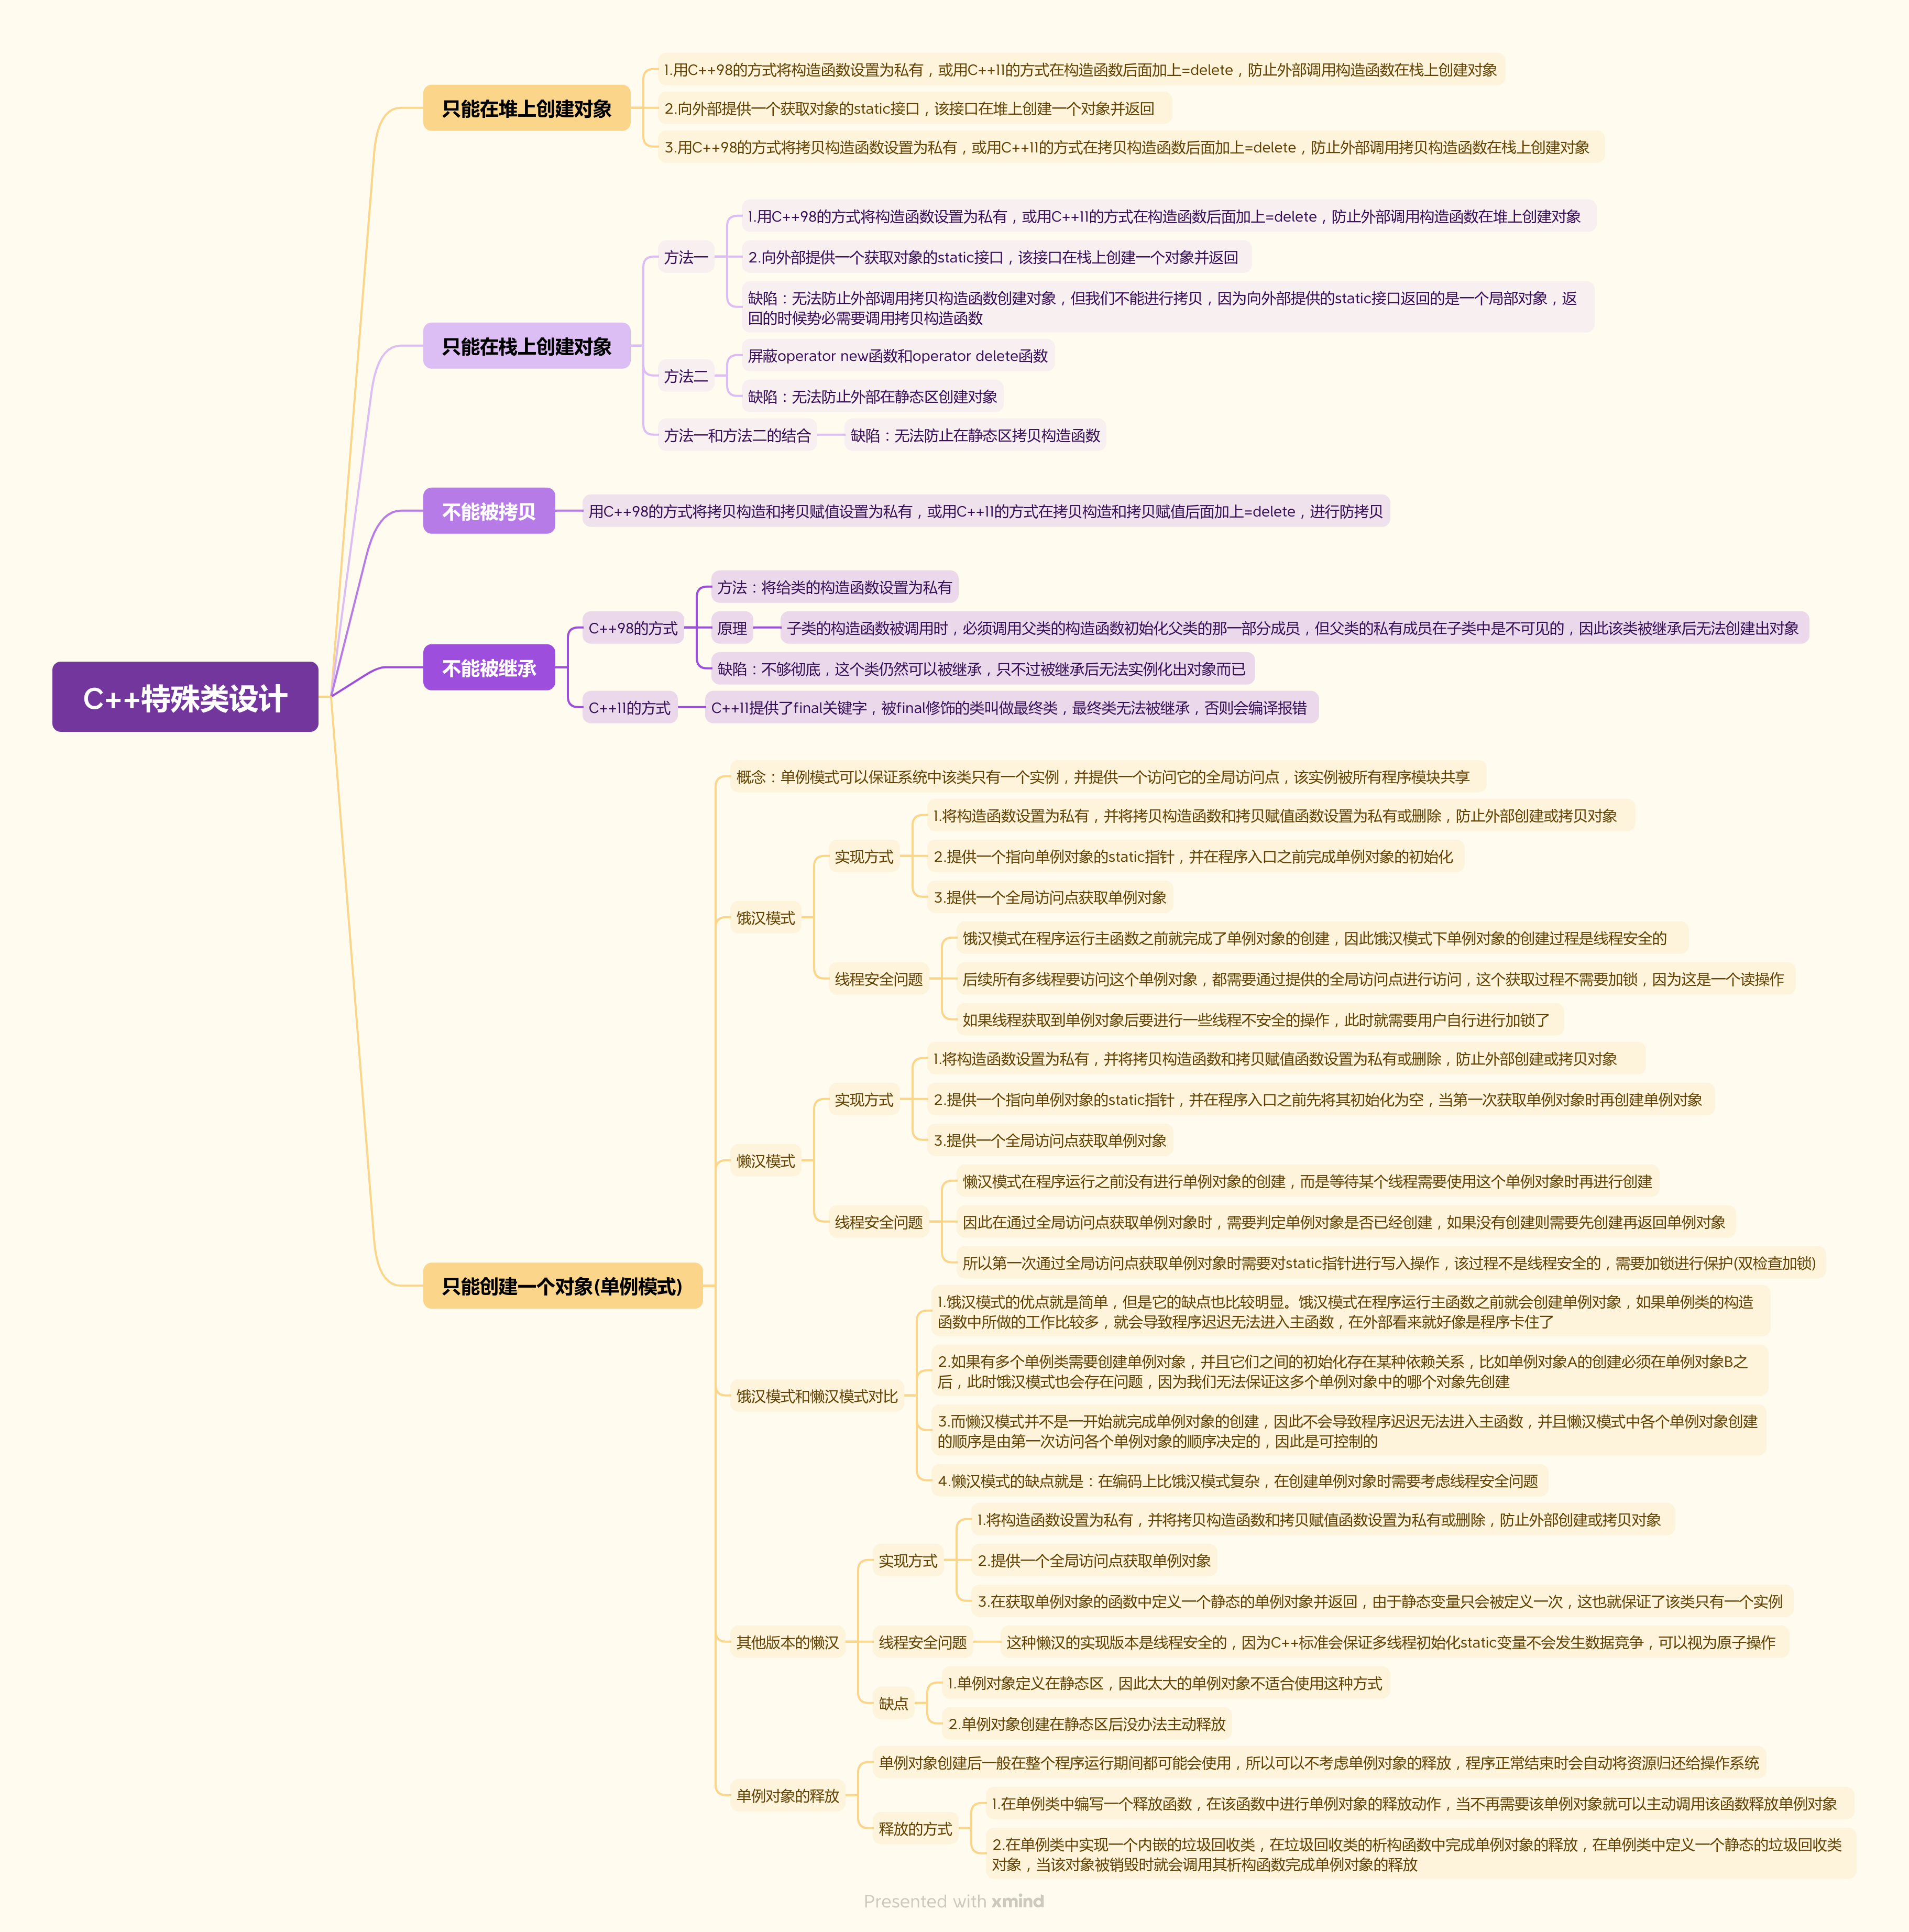 C++特殊类设计
只能在堆上创建对象
1.用C++98的方式将构造函数设置为私有，或用C++11的方式在构造函数后面加上=delete，防止外部调用构造函数在栈上创建对象
2.向外部提供一个获取对象的static接口，该接口在堆上创建一个对象并返回
3.用C++98的方式将拷贝构造函数设置为私有，或用C++11的方式在拷贝构造函数后面加上=delete，防止外部调用拷贝构造函数在栈上创建对象
只能在栈上创建对象
方法一
1.用C++98的方式将构造函数设置为私有，或用C++11的方式在构造函数后面加上=delete，防止外部调用构造函数在堆上创建对象
2.向外部提供一个获取对象的static接口，该接口在栈上创建一个对象并返回
缺陷：无法防止外部调用拷贝构造函数创建对象，但我们不能进行拷贝，因为向外部提供的static接口返回的是一个局部对象，返
回的时候势必需要调用拷贝构造函数
方法二
屏蔽operator new函数和operator delete函数
缺陷：无法防止外部在静态区创建对象
方法一和方法二的结合
缺陷：无法防止在静态区拷贝构造函数
不能被拷贝
用C++98的方式将拷贝构造和拷贝赋值设置为私有，或用C++11的方式在拷贝构造和拷贝赋值后面加上=delete，进行防拷贝
不能被继承
C++98的方式
方法：将给类的构造函数设置为私有
原理
子类的构造函数被调用时，必须调用父类的构造函数初始化父类的那一部分成员，但父类的私有成员在子类中是不可见的，因此该类被继承后无法创建出对象
缺陷：不够彻底，这个类仍然可以被继承，只不过被继承后无法实例化出对象而已
C++11的方式
C++11提供了final关键字，被final修饰的类叫做最终类，最终类无法被继承，否则会编译报错
只能创建一个对象(单例模式)
概念：单例模式可以保证系统中该类只有一个实例，并提供一个访问它的全局访问点，该实例被所有程序模块共享
饿汉模式
实现方式
1.将构造函数设置为私有，并将拷贝构造函数和拷贝赋值函数设置为私有或删除，防止外部创建或拷贝对象
2.提供一个指向单例对象的static指针，并在程序入口之前完成单例对象的初始化
3.提供一个全局访问点获取单例对象
线程安全问题
饿汉模式在程序运行主函数之前就完成了单例对象的创建，因此饿汉模式下单例对象的创建过程是线程安全的
后续所有多线程要访问这个单例对象，都需要通过提供的全局访问点进行访问，这个获取过程不需要加锁，因为这是一个读操作
如果线程获取到单例对象后要进行一些线程不安全的操作，此时就需要用户自行进行加锁了
懒汉模式
实现方式
1.将构造函数设置为私有，并将拷贝构造函数和拷贝赋值函数设置为私有或删除，防止外部创建或拷贝对象
2.提供一个指向单例对象的static指针，并在程序入口之前先将其初始化为空，当第一次获取单例对象时再创建单例对象
3.提供一个全局访问点获取单例对象
线程安全问题
懒汉模式在程序运行之前没有进行单例对象的创建，而是等待某个线程需要使用这个单例对象时再进行创建
因此在通过全局访问点获取单例对象时，需要判定单例对象是否已经创建，如果没有创建则需要先创建再返回单例对象
所以第一次通过全局访问点获取单例对象时需要对static指针进行写入操作，该过程不是线程安全的，需要加锁进行保护(双检查加锁)
饿汉模式和懒汉模式对比
1.饿汉模式的优点就是简单，但是它的缺点也比较明显。饿汉模式在程序运行主函数之前就会创建单例对象，如果单例类的构造
函数中所做的工作比较多，就会导致程序迟迟无法进入主函数，在外部看来就好像是程序卡住了
2.如果有多个单例类需要创建单例对象，并且它们之间的初始化存在某种依赖关系，比如单例对象A的创建必须在单例对象B之
后，此时饿汉模式也会存在问题，因为我们无法保证这多个单例对象中的哪个对象先创建
3.而懒汉模式并不是一开始就完成单例对象的创建，因此不会导致程序迟迟无法进入主函数，并且懒汉模式中各个单例对象创建
的顺序是由第一次访问各个单例对象的顺序决定的，因此是可控制的
4.懒汉模式的缺点就是：在编码上比饿汉模式复杂，在创建单例对象时需要考虑线程安全问题
其他版本的懒汉
实现方式
1.将构造函数设置为私有，并将拷贝构造函数和拷贝赋值函数设置为私有或删除，防止外部创建或拷贝对象
2.提供一个全局访问点获取单例对象
3.在获取单例对象的函数中定义一个静态的单例对象并返回，由于静态变量只会被定义一次，这也就保证了该类只有一个实例
线程安全问题
这种懒汉的实现版本是线程安全的，因为C++标准会保证多线程初始化static变量不会发生数据竞争，可以视为原子操作
缺点
1.单例对象定义在静态区，因此太大的单例对象不适合使用这种方式
2.单例对象创建在静态区后没办法主动释放
单例对象的释放
单例对象创建后一般在整个程序运行期间都可能会使用，所以可以不考虑单例对象的释放，程序正常结束时会自动将资源归还给操作系统
释放的方式
1.在单例类中编写一个释放函数，在该函数中进行单例对象的释放动作，当不再需要该单例对象就可以主动调用该函数释放单例对象
2.在单例类中实现一个内嵌的垃圾回收类，在垃圾回收类的析构函数中完成单例对象的释放，在单例类中定义一个静态的垃圾回收类
对象，当该对象被销毁时就会调用其析构函数完成单例对象的释放
Presented with xmind